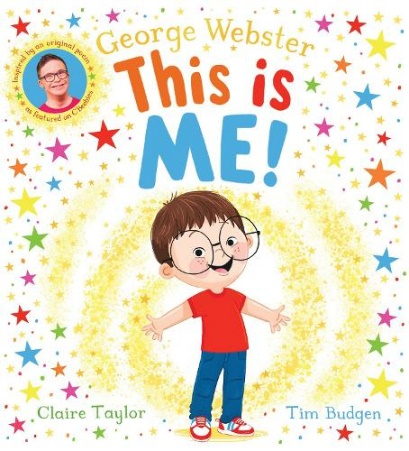 George Webster
Inspired by an original poem
as featured on CBeebies
This is
ME!
Claire Taylor
Tim Budgen